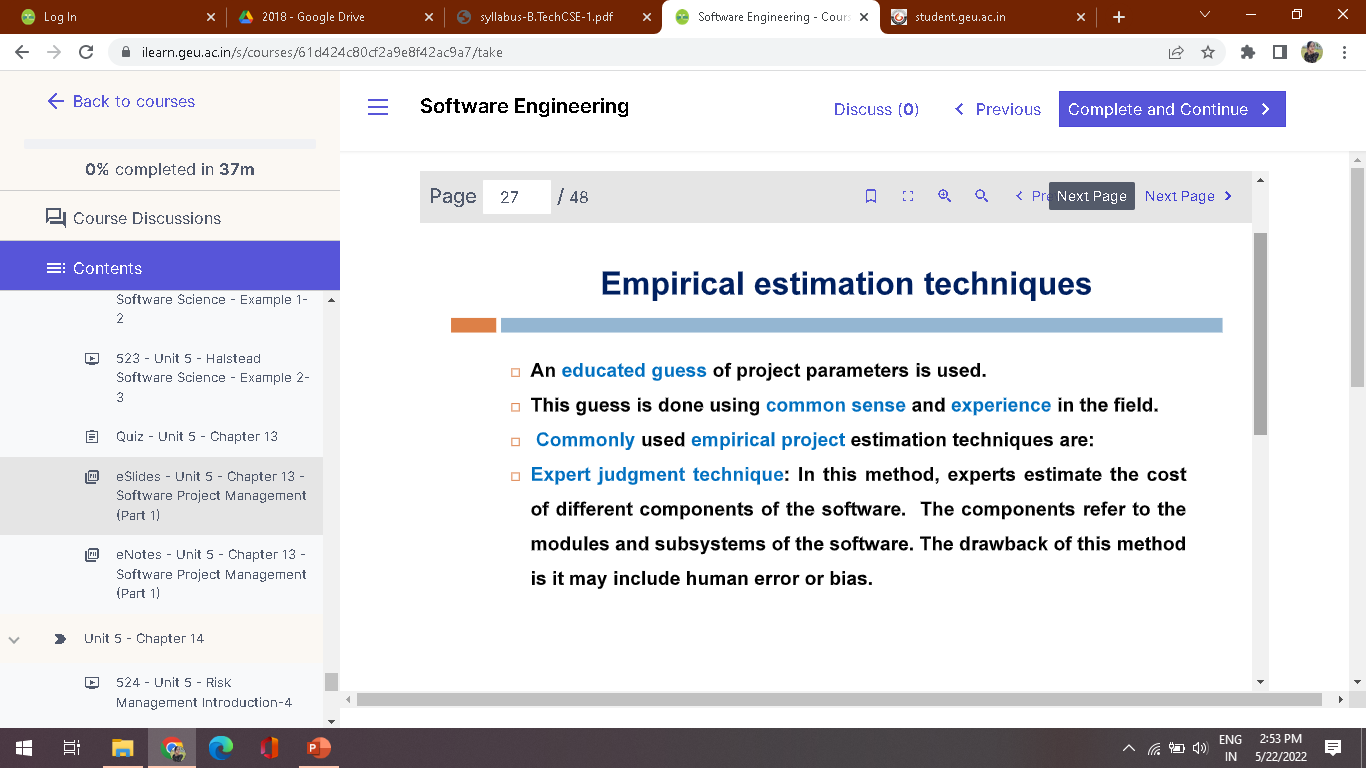 Log In
2018 - Google Drive
syllabus-B.TechCSE-1.pdf
Software Engineering - Cour
student.geu.ac.in
ilearn.geu.ac.in/s/courses/61d424c80cf2a9e8f42ac9a7/take
Back to courses
0% completed in 37m
Course Discussions
Contents
Software Science - Example 1-
2
523 - Unit 5 - Halstead
Software Science - Example 2-
3
Quiz - Unit 5 - Chapter 13
eSlides - Unit 5 - Chapter 13 -
Software Project Management
(Part 1)
eNotes - Unit 5 - Chapter 13 -
Software Project Management
(Part 1)
Unit 5 - Chapter 14
524 - Unit 5 - Risk
Management Introduction-4
Software Engineering
Discuss (0)
Previous
Complete and Continue
Page 27 / 48
Pre
Next Page
Next Page
Empirical estimation techniques
An educated guess of project parameters is used.
This guess is done using common sense and experience in the field.
Commonly used empirical project estimation techniques are:
Expert judgment technique: In this method, experts estimate the cost
of different components of the software. The components refer to the
modules and subsystems of the software. The drawback of this method
is it may include human error or bias.
ENG
IN
2:53 PM
5/22/2022